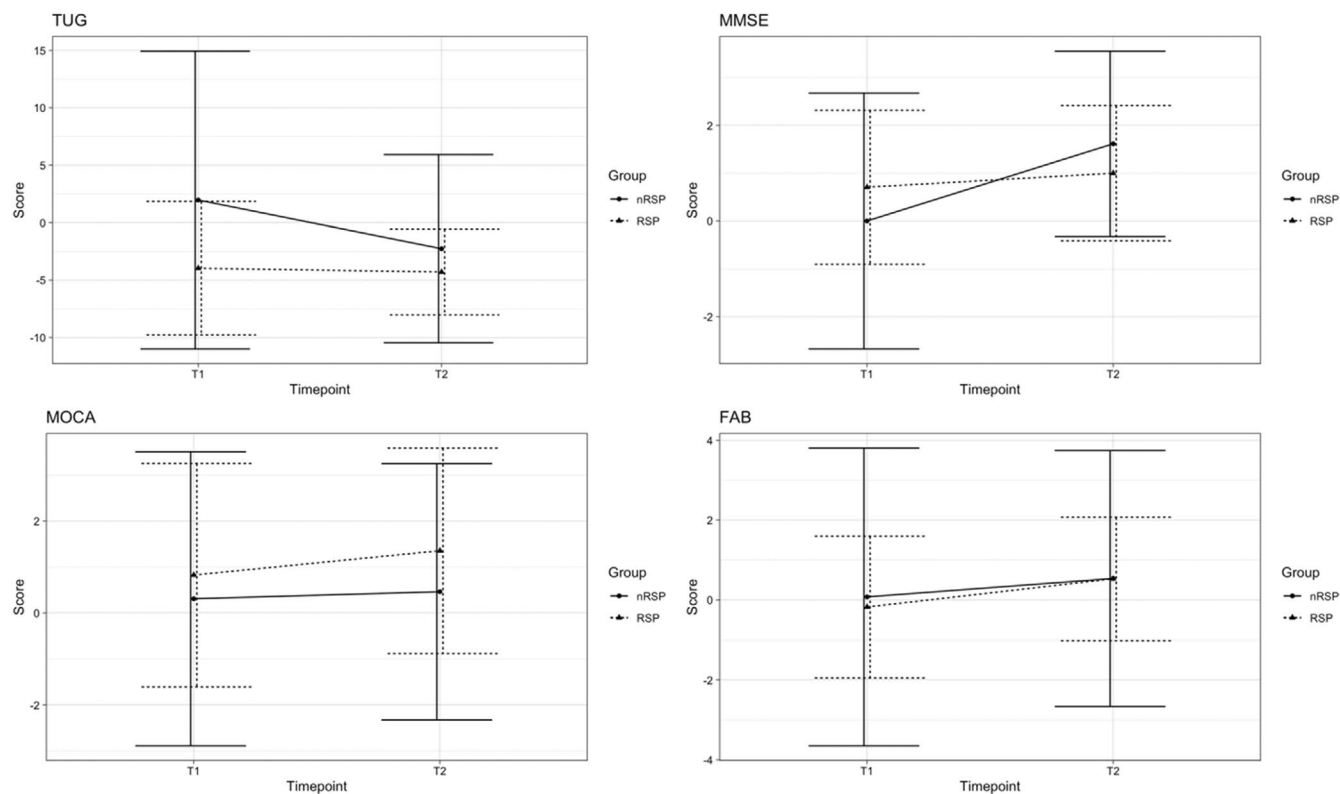 TUG
15
10
5
0
-5
-10
Score
T1
T2
Timepoint
Group
nRSP
RSP
MMSE
2
0
-2
Score
T1
T2
Timepoint
Group
nRSP
RSP
MOCA
2
0
-2
Score
T1
T2
Timepoint
Group
nRSP
RSP
FAB
4
2
0
-2
-4
Score
T1
T2
Timepoint
Group
nRSP
RSP